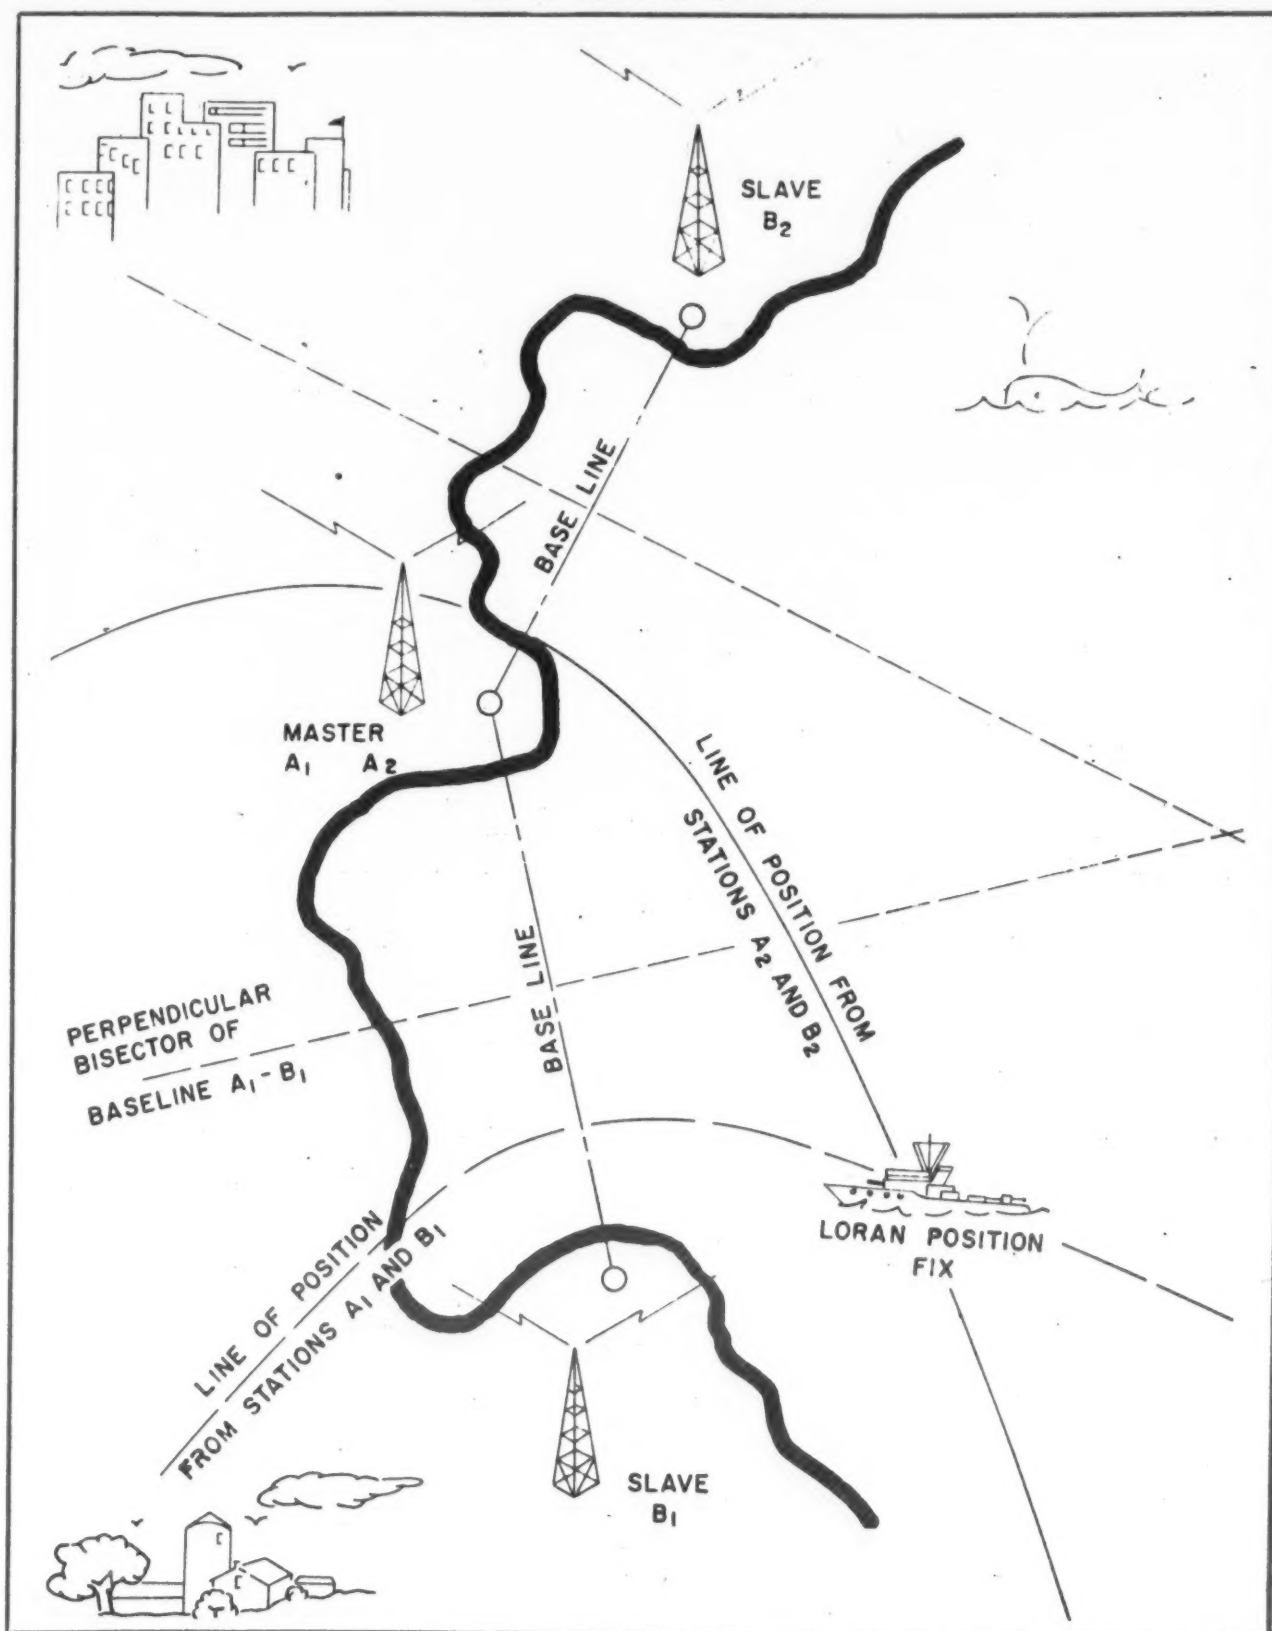 SLAVE
B2
BASE LINE
MASTER
A1 A2
LINE OF POSITION FROM
STATIONS A2 AND B2
BASE LINE
PERPENDICULAR
BISECTOR OF
BASELINE A1-B1
LINE OF POSITION
FROM STATIONS A1 AND B1
LORAN POSITION
FIX
SLAVE
B1